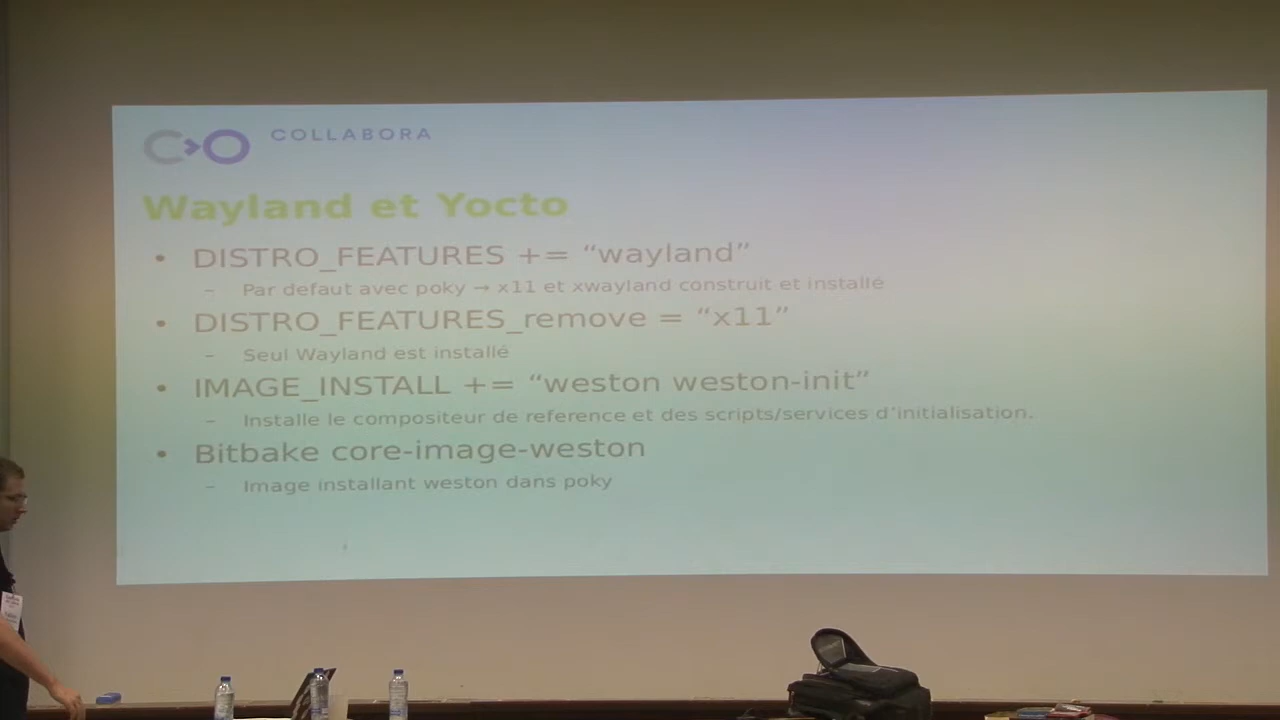 COLLABORA
Wayland et Yocto
• DISTRO_FEATURES += “wayland”
– Par defaut avec poky → x11 et xwayland construit et installé
• DISTRO_FEATURES_remove = “x11”
– Seul Wayland est installé
• IMAGE_INSTALL += “weston weston-init”
– Installe le compositeur de reference et des scripts/services d’initialisation.
• Bitbake core-image-weston
– Image installant weston dans poky